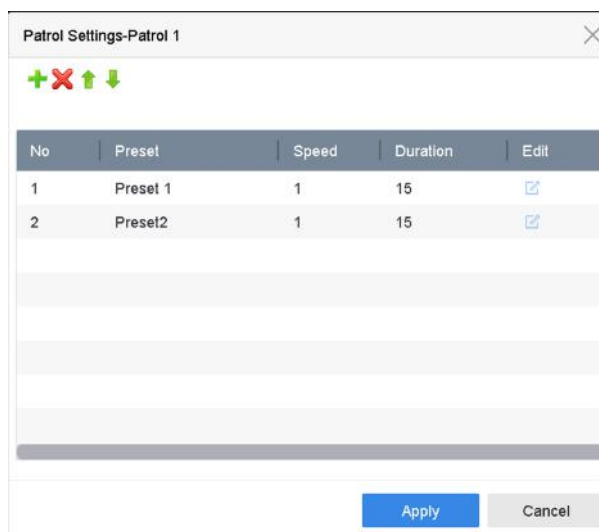 Patrol Settings-Patrol 1
No Preset Speed Duration Edit
1 Preset 1 1 15
2 Preset2 1 15
Apply Cancel